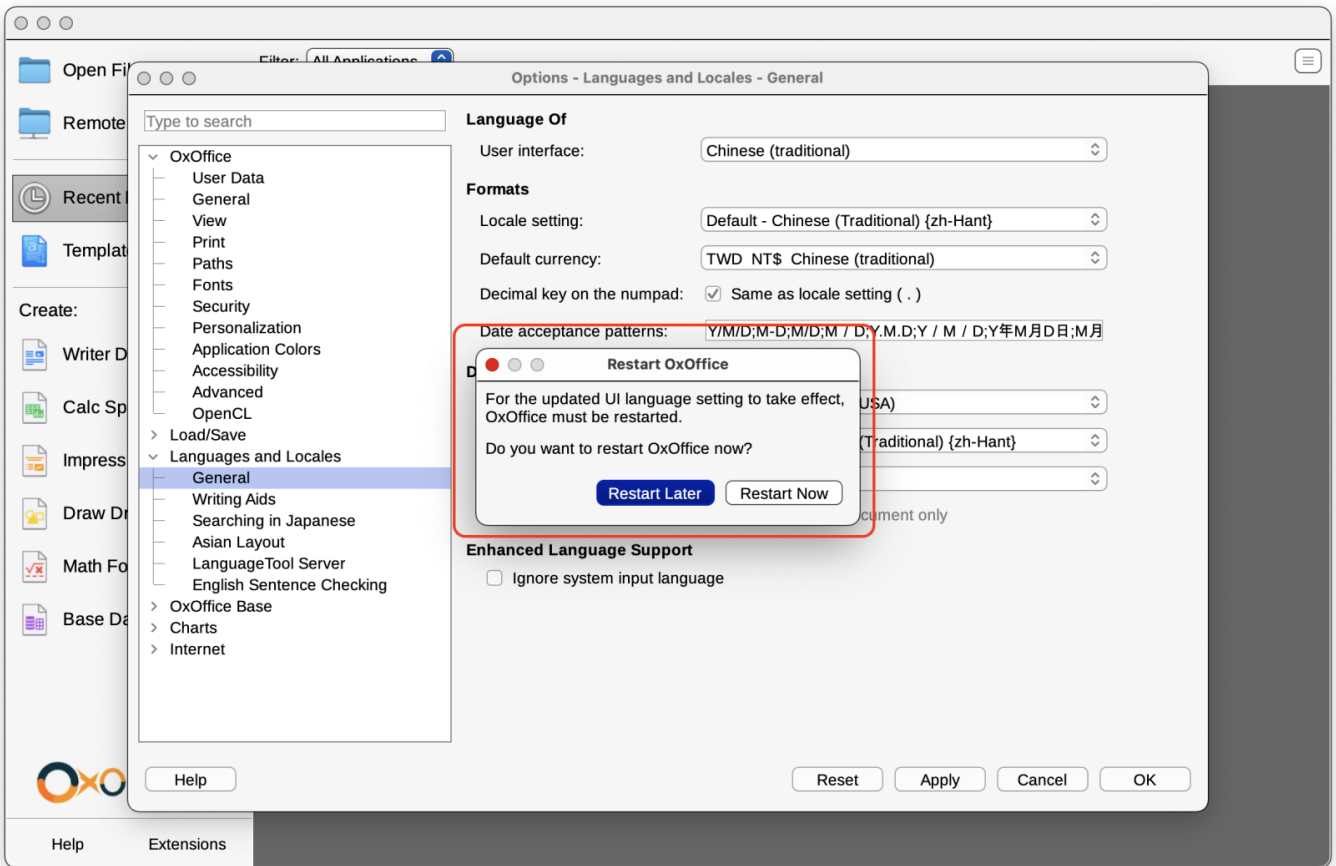 Open Fil
Remote
Recent
Templat
Create:
Writer D
Calc Sp
Impress
Draw Dr
Math Fo
Base Da
OxO
Help
Extensions
Filter:
All Applications
Options - Languages and Locales - General
Type to search
OxOffice
User Data
General
View
Print
Paths
Fonts
Security
Personalization
Application Colors
Accessibility
Advanced
OpenCL
Load/Save
Languages and Locales
General
Writing Aids
Searching in Japanese
Asian Layout
LanguageTool Server
English Sentence Checking
OxOffice Base
Charts
Internet
Language Of
User interface: Chinese (traditional)
Formats
Locale setting: Default - Chinese (Traditional) {zh-Hant}
Default currency: TWD NT$ Chinese (traditional)
Decimal key on the numpad: Same as locale setting ( . )
Date acceptance patterns: Y/M/D;M-D;M/D;M / D;Y.M.D;Y / M / D;Y年M月D日;M月
D
USA)
(Traditional) {zh-Hant}
cument only
Restart OxOffice
For the updated UI language setting to take effect,
OxOffice must be restarted.
Do you want to restart OxOffice now?
Restart Later
Restart Now
Enhanced Language Support
Ignore system input language
Help
Reset
Apply
Cancel
OK